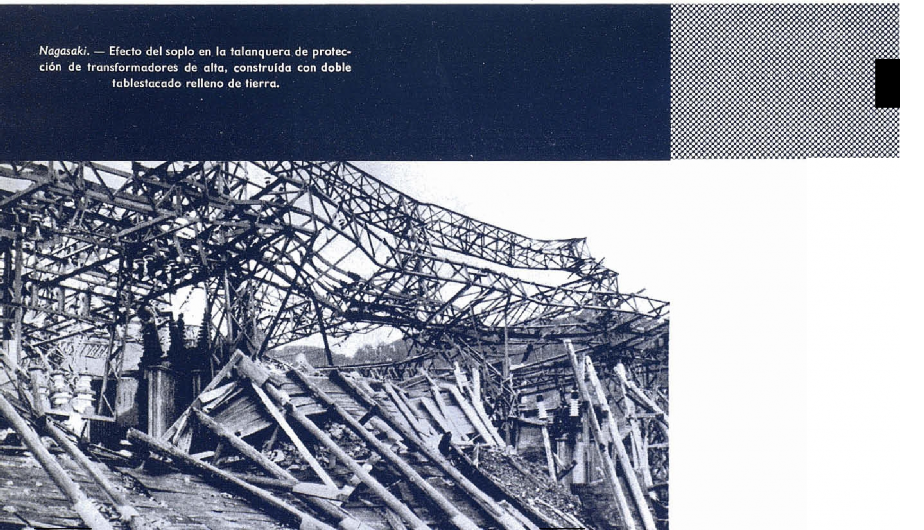 Nagasaki. — Efecto del soplo en la talanquera de protec-
ción de transformadores de alta, construída con doble
tablestacado relleno de tierra.